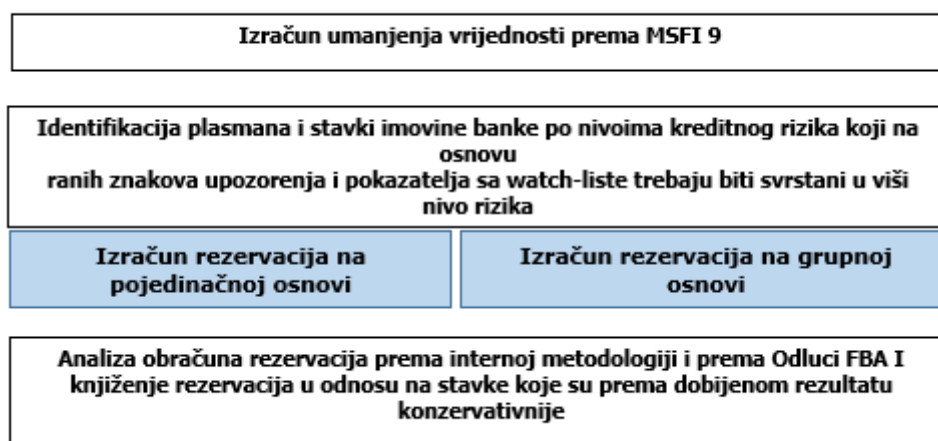 Izračun umanjenja vrijednosti prema MSFI 9
Identifikacija plasmana i stavki imovine banke po nivoima kreditnog rizika koji na
osnovu
ranih znakova upozorenja i pokazatelja sa watch-liste trebaju biti svrstani u viši
nivo rizika
Izračun rezervacija na
pojedinačnoj osnovi
Izračun rezervacija na grupnoj
osnovi
Analiza obračuna rezervacija prema internoj metodologiji i prema Odluci FBA I
knjiženje rezervacija u odnosu na stavke koje su prema dobijenom rezultatu
konzervativnije